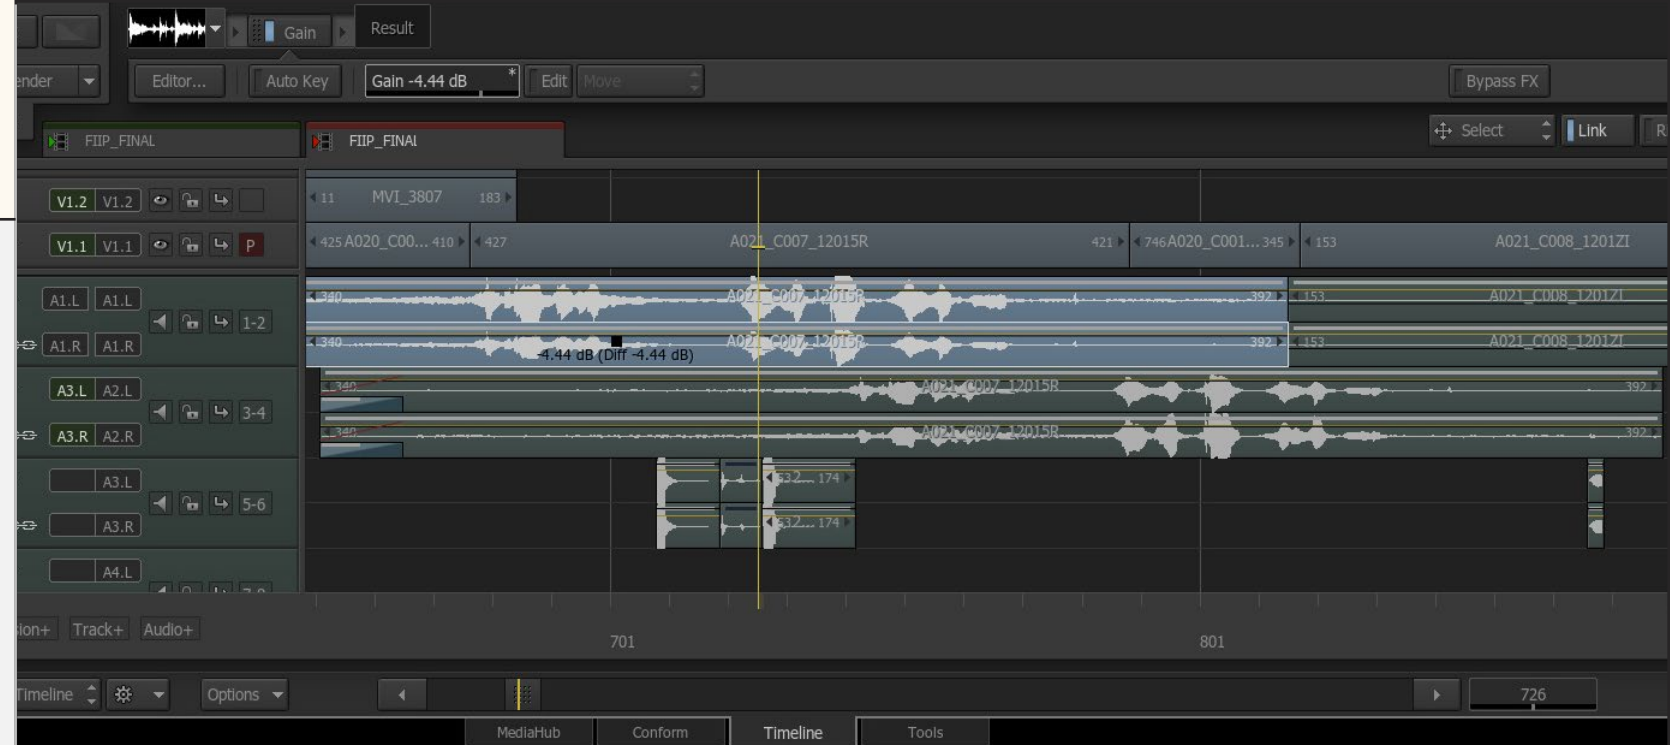 Gain
Result
ender
Editor...
Auto Key
Gain -4.44 dB
*
Edit
Move
Bypass FX
FIIP_FINAL
FIIP_FINAL
Select
Link
R
V1.2 V1.2
11 MVI_3807 183
V1.1 V1.1 P
425 A020_C00... 410
427 A021_C007_12015R 421
746 A020_C001... 345
153 A021_C008_1201ZI
A1.L A1.L
340 A021_C007_12015R 392
153 A021_C008_1201ZI
1-2
A1.R A1.R
340 A021_C007_12015R 392
153 A021_C008_1201ZI
-4.44 dB (Diff -4.44 dB)
A3.L A2.L
340 A021_C007_12015R 392
3-4
A3.R A2.R
340 A021_C007_12015R 392
A3.L
174
5-6
A3.R
174
A4.L
7-8
sion+ Track+ Audio+
701 801
Timeline
Options
726
MediaHub Conform Timeline Tools